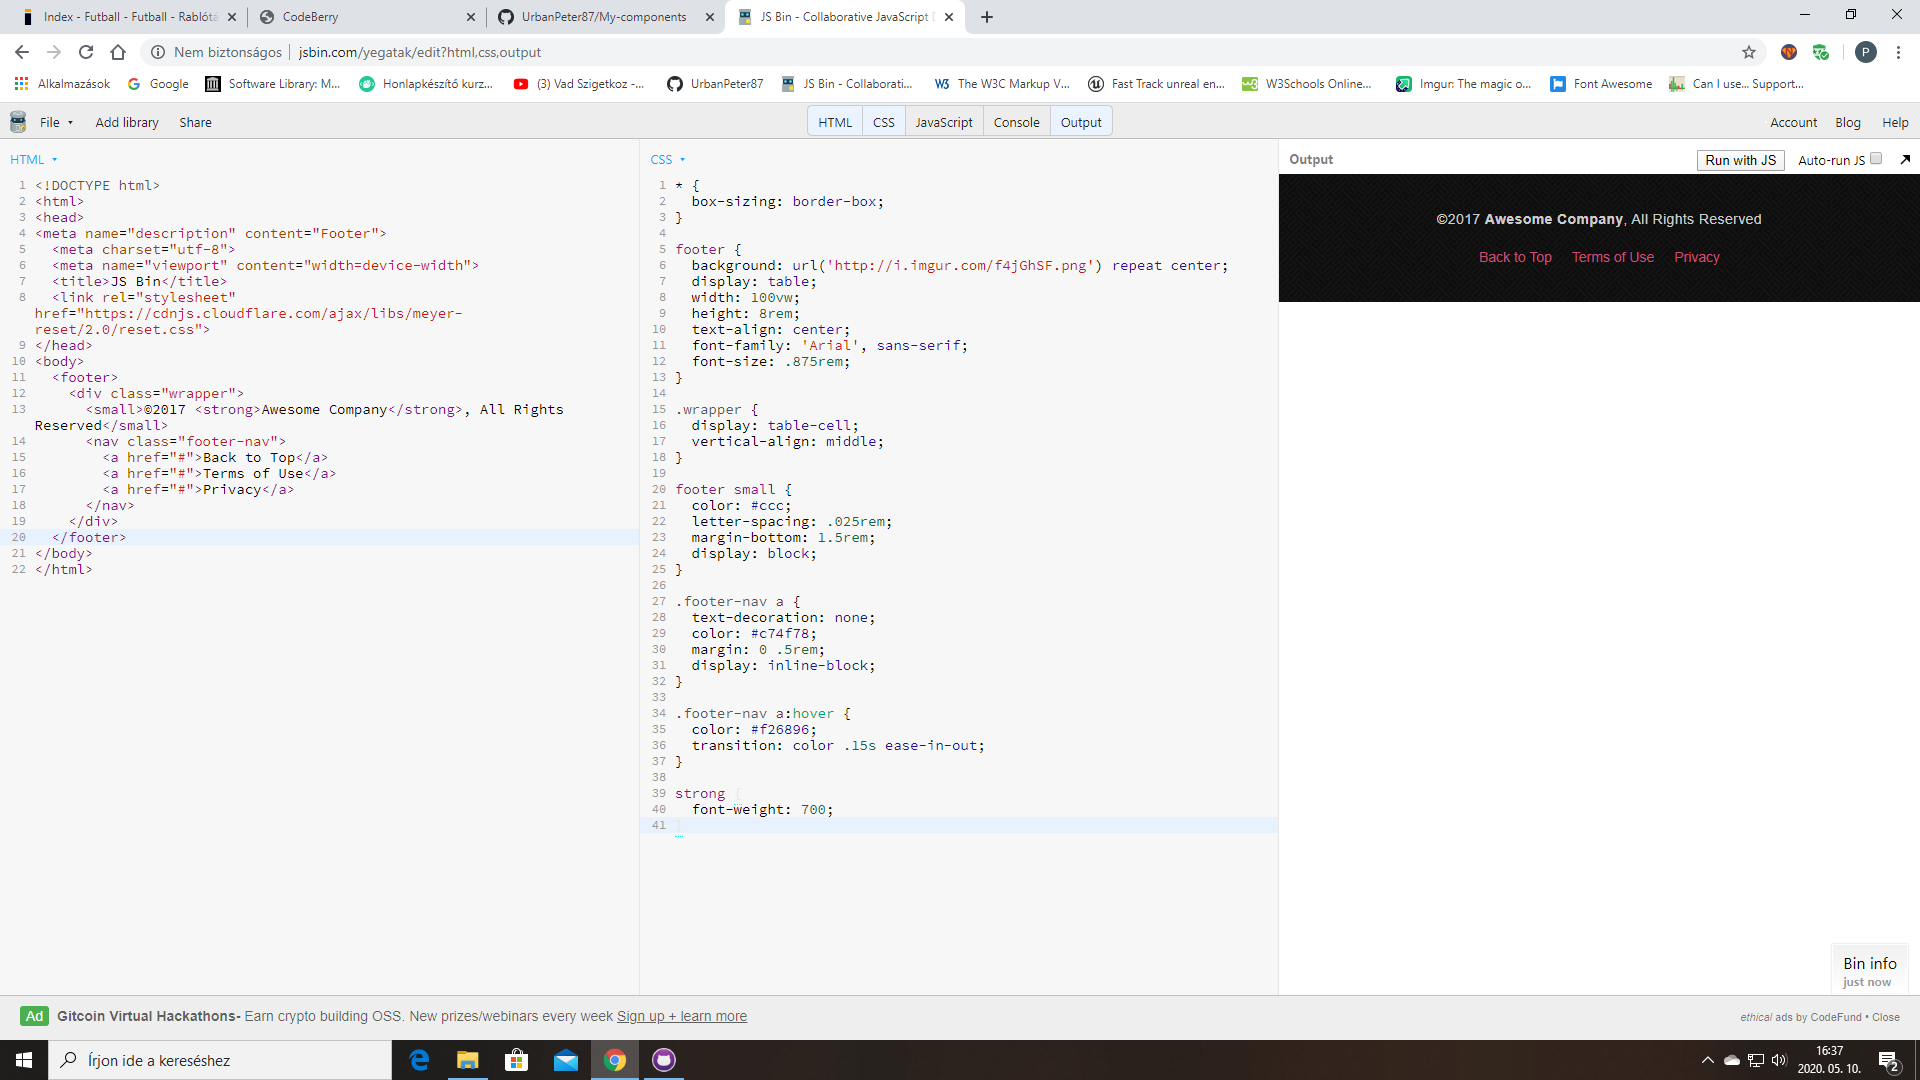 Index - Futball - Futball - Rablótá
CodeBerry
UrbanPeter87/My-components
JS Bin - Collaborative JavaScript D
Nem biztonságos
jsbin.com/yegatak/edit?html,css,output
P
Alkalmazások
Google
Software Library: M...
Honlapkészítő kurz...
(3) Vad Szigetkoz -...
UrbanPeter87
JS Bin - Collaborati...
The W3C Markup V...
Fast Track unreal en...
W3Schools Online...
Imgur: The magic o...
Font Awesome
Can I use... Support...
File
Add library
Share
HTML
CSS
JavaScript
Console
Output
Account
Blog
Help
HTML
1 <!DOCTYPE html>
2 <html>
3 <head>
4 <meta name="description" content="Footer">
5 <meta charset="utf-8">
6 <meta name="viewport" content="width=device-width">
7 <title>JS Bin</title>
8 <link rel="stylesheet"
href="https://cdnjs.cloudflare.com/ajax/libs/meyer-
reset/2.0/reset.css">
9 </head>
10 <body>
11 <footer>
12 <div class="wrapper">
13 <small>©2017 <strong>Awesome Company</strong>, All Rights
Reserved</small>
14 <nav class="footer-nav">
15 <a href="#">Back to Top</a>
16 <a href="#">Terms of Use</a>
17 <a href="#">Privacy</a>
18 </nav>
19 </div>
20 </footer>
21 </body>
22 </html>
CSS
1 * {
2 box-sizing: border-box;
3 }
4
5 footer {
6 background: url('http://i.imgur.com/f4jGhSF.png') repeat center;
7 display: table;
8 width: 100vw;
9 height: 8rem;
10 text-align: center;
11 font-family: 'Arial', sans-serif;
12 font-size: .875rem;
13 }
14
15 .wrapper {
16 display: table-cell;
17 vertical-align: middle;
18 }
19
20 footer small {
21 color: #ccc;
22 letter-spacing: .025rem;
23 margin-bottom: 1.5rem;
24 display: block;
25 }
26
27 .footer-nav a {
28 text-decoration: none;
29 color: #c74f78;
30 margin: 0 .5rem;
31 display: inline-block;
32 }
33
34 .footer-nav a:hover {
35 color: #f26896;
36 transition: color .15s ease-in-out;
37 }
38
39 strong {
40 font-weight: 700;
41
Output
Run with JS
Auto-run JS
©2017 Awesome Company, All Rights Reserved
Back to Top Terms of Use Privacy
Bin info
just now
Ad Gitcoin Virtual Hackathons- Earn crypto building OSS. New prizes/webinars every week Sign up + learn more
ethical ads by CodeFund • Close
Írjon ide a kereséshez
16:37
2020. 05. 10.
2